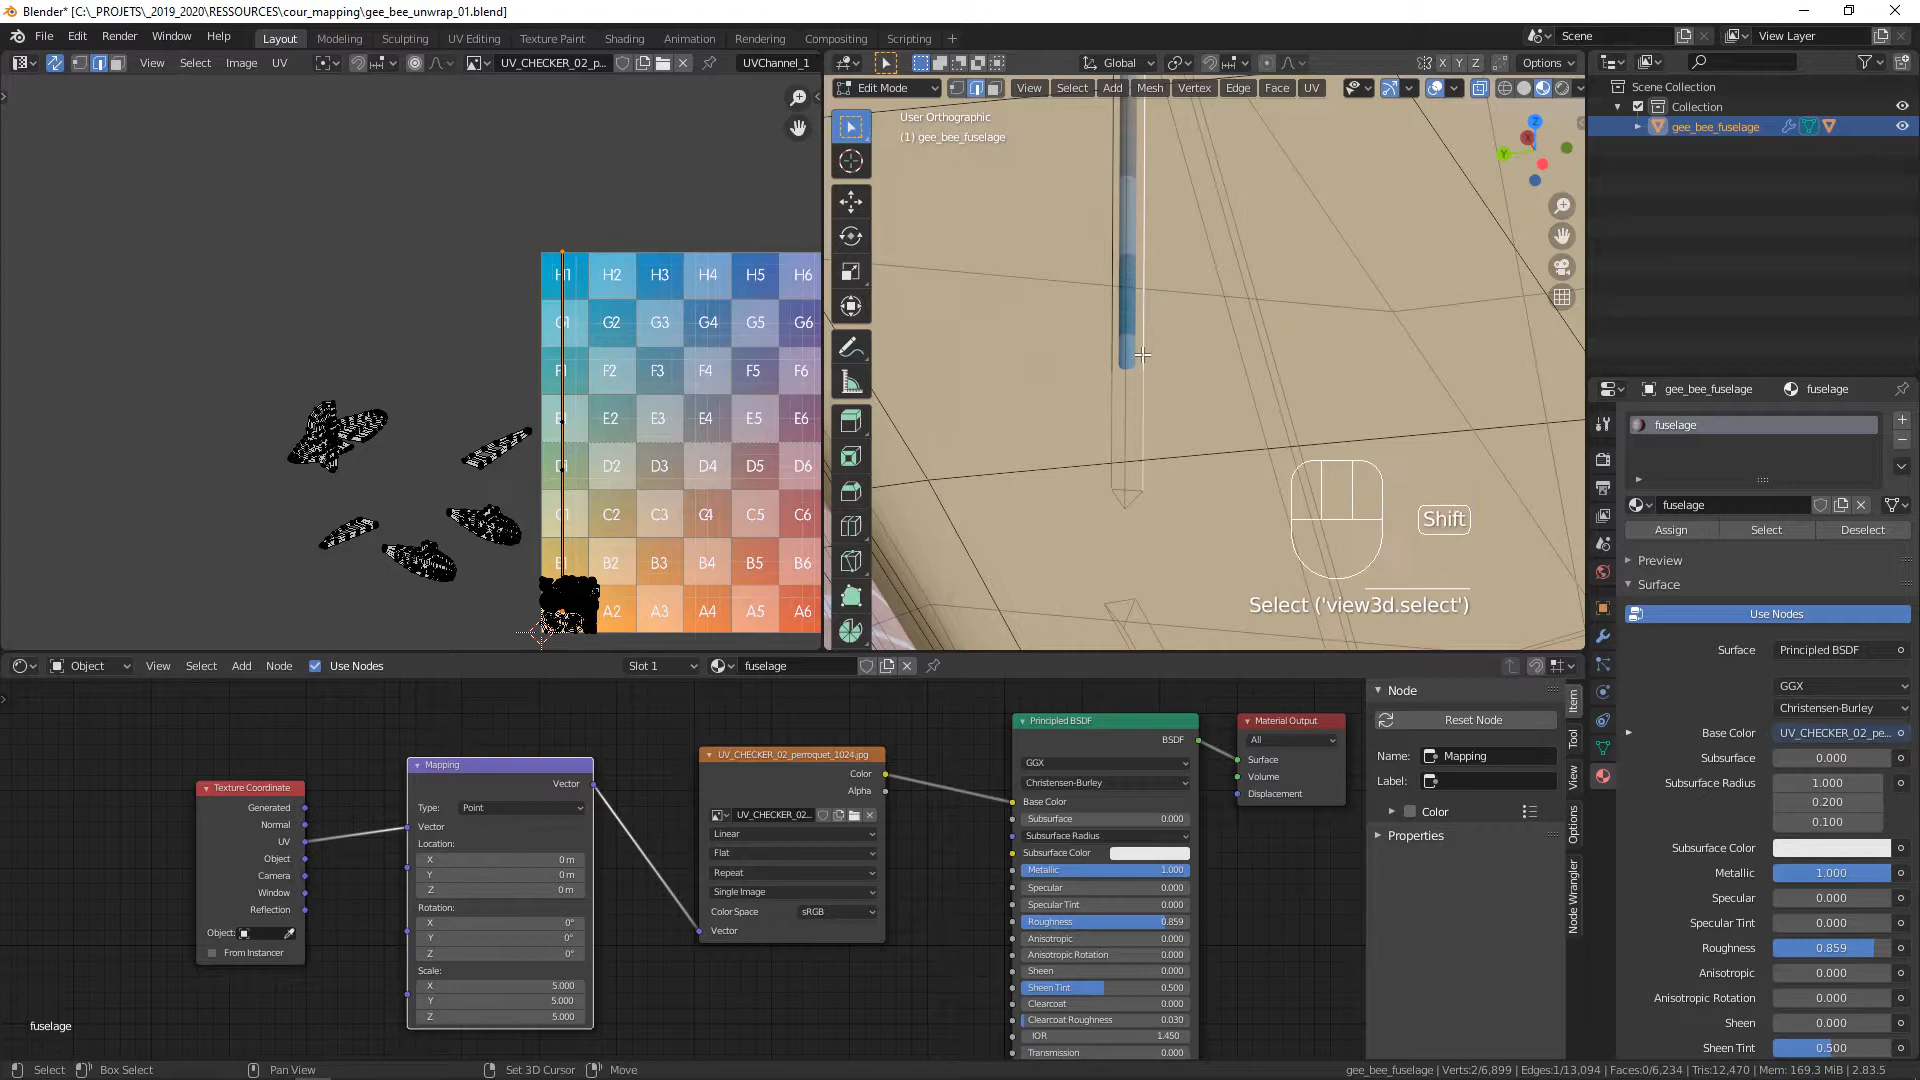 Blender* [C:\_PROJETS\_2019_2020\RESSOURCES\cour_mapping\gee_bee_unwrap_01.blend]
File Edit Render Window Help
Layout Modeling Sculpting UV Editing Texture Paint Shading Animation Rendering Compositing Scripting
Scene View Layer
View Select Image UV UV_CHECKER_02_p... UVChannel_1
Global X Y Z Options
Edit Mode View Select Add Mesh Vertex Edge Face UV
User Orthographic
(1) gee_bee_fuselage
Scene Collection
Collection
gee_bee_fuselage
Z
X
Y
H1 H2 H3 H4 H5 H6
G1 G2 G3 G4 G5 G6
F1 F2 F3 F4 F5 F6
E1 E2 E3 E4 E5 E6
D1 D2 D3 D4 D5 D6
C1 C2 C3 C4 C5 C6
B1 B2 B3 B4 B5 B6
A2 A3 A4 A5 A6
Shift
Select ('view3d.select')
gee_bee_fuselage fuselage
fuselage
fuselage
Assign Select Deselect
Preview
Surface
Use Nodes
Surface Principled BSDF
GGX
Christensen-Burley
Base Color UV_CHECKER_02_pe...
Subsurface 0.000
Subsurface Radius 1.000
0.200
0.100
Subsurface Color
Metallic 1.000
Specular 0.000
Specular Tint 0.000
Roughness 0.859
Anisotropic 0.000
Anisotropic Rotation 0.000
Sheen 0.000
Sheen Tint 0.500
Object View Select Add Node Use Nodes Slot 1 fuselage
Texture Coordinate
Generated
Normal
UV
Object
Camera
Window
Reflection
Object:
From Instancer
Mapping
Vector
Type: Point
Vector
Location:
X 0 m
Y 0 m
Z 0 m
Rotation:
X 0°
Y 0°
Z 0°
Scale:
X 5.000
Y 5.000
Z 5.000
UV_CHECKER_02_perroquet_1024.jpg
Color
Alpha
UV_CHECKER_02...
Linear
Flat
Repeat
Single Image
Color Space sRGB
Vector
Principled BSDF
BSDF
GGX
Christensen-Burley
Base Color
Subsurface 0.000
Subsurface Radius
Subsurface Color
Metallic 1.000
Specular 0.000
Specular Tint 0.000
Roughness 0.859
Anisotropic 0.000
Anisotropic Rotation 0.000
Sheen 0.000
Sheen Tint 0.500
Clearcoat 0.000
Clearcoat Roughness 0.030
IOR 1.450
Transmission 0.000
Material Output
All
Surface
Volume
Displacement
Node
Reset Node
Name: Mapping
Label:
Color
Properties
Item
Tool
View
Options
Node Wrangler
fuselage
Select Box Select Pan View Set 3D Cursor Move
gee_bee_fuselage | Verts:2/6,899 | Edges:1/13,094 | Faces:0/6,234 | Tris:12,470 | Mem: 169.3 MiB | 2.83.5